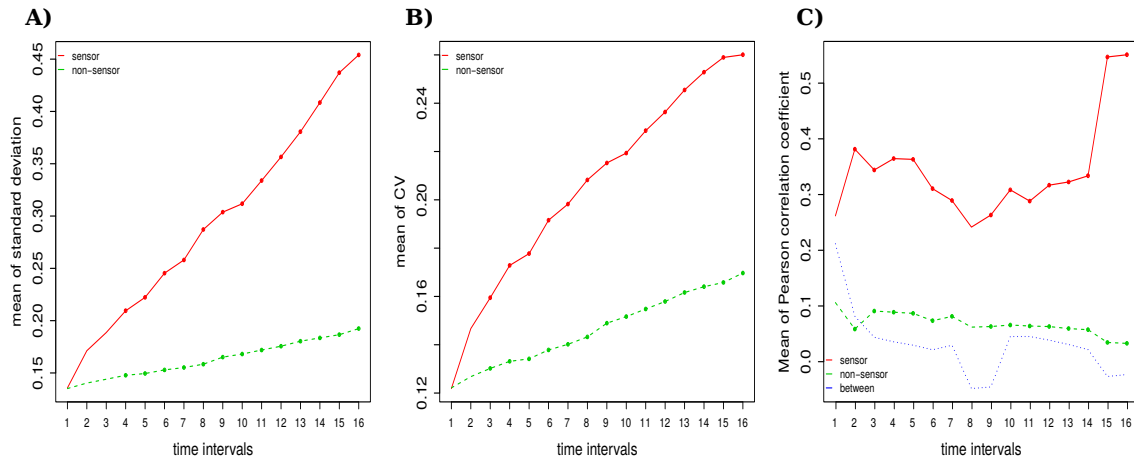 A)
mean of standard deviation
0.45
0.40
0.35
0.30
0.25
0.20
0.15
sensor
non-sensor
1 2 3 4 5 6 7 8 9 10 11 12 13 14 15 16
time intervals
B)
mean of CV
0.24
0.20
0.16
0.12
sensor
non-sensor
1 2 3 4 5 6 7 8 9 10 11 12 13 14 15 16
time intervals
C)
Mean of Pearson correlation coefficient
0.5
0.4
0.3
0.2
0.1
0.0
sensor
non-sensor
between
1 2 3 4 5 6 7 8 9 10 11 12 13 14 15 16
time intervals